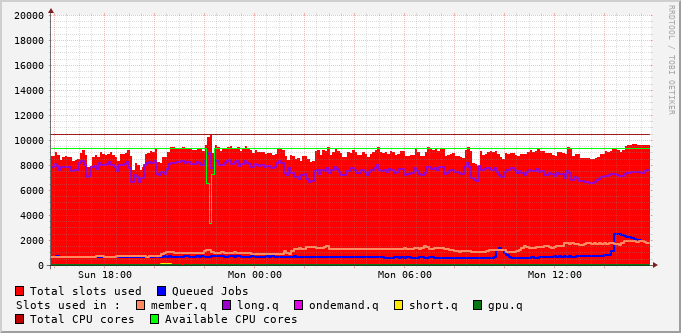 RRDTOOL / TOBI OETIKER
20000
18000
16000
14000
12000
10000
8000
6000
4000
2000
0
Sun 18:00 Mon 00:00 Mon 06:00 Mon 12:00
Total slots used Queued Jobs
Slots used in : member.q long.q ondemand.q short.q gpu.q
Total CPU cores Available CPU cores